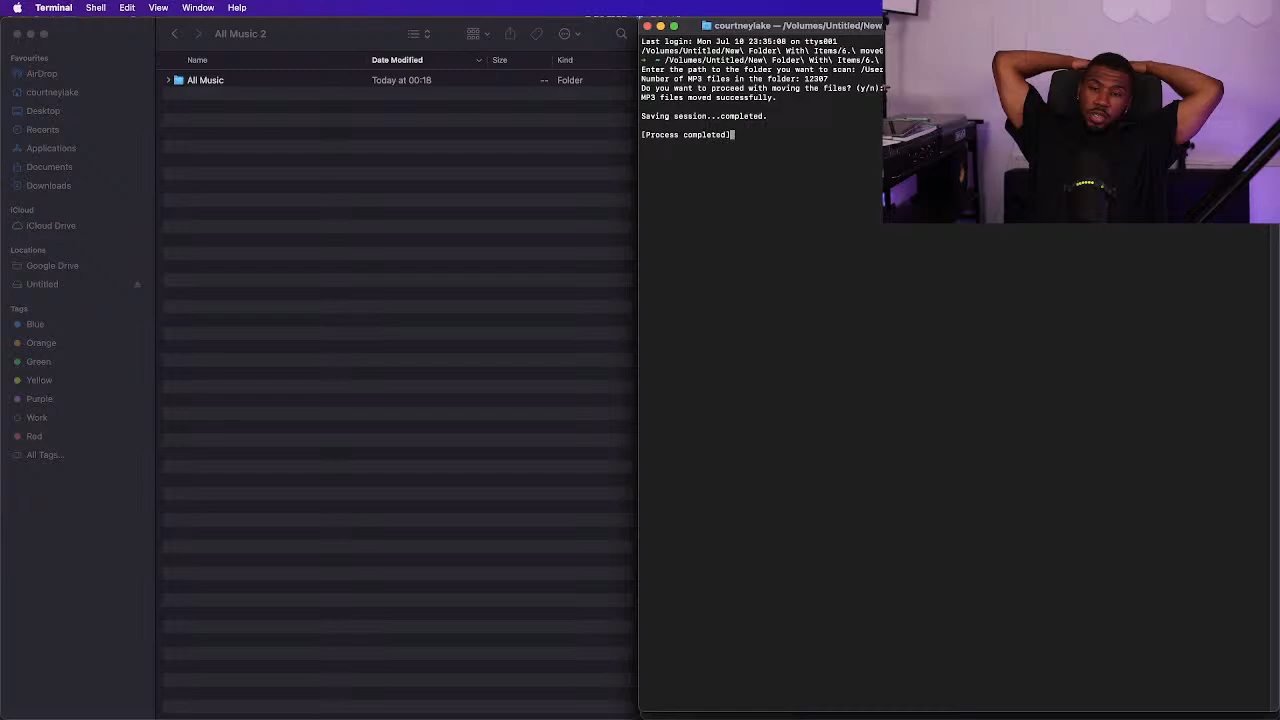 Terminal Shell Edit View Window Help
All Music 2
Name Date Modified Size Kind
All Music Today at 00:18 -- Folder
Favourites
AirDrop
courtneylake
Desktop
Recents
Applications
Documents
Downloads
iCloud
iCloud Drive
Locations
Google Drive
Untitled
Tags
Blue
Orange
Green
Yellow
Purple
Work
Red
All Tags...
courtneylake — /Volumes/Untitled/New
Last login: Mon Jul 10 23:35:08 on ttys001
/Volumes/Untitled/New\ Folder\ With\ Items/6.\ move
~ /Volumes/Untitled/New\ Folder\ With\ Items/6.\
Enter the path to the folder you want to scan: /User
Number of MP3 files in the folder: 12307
Do you want to proceed with moving the files? (y/n):
MP3 files moved successfully.
Saving session...completed.
[Process completed]